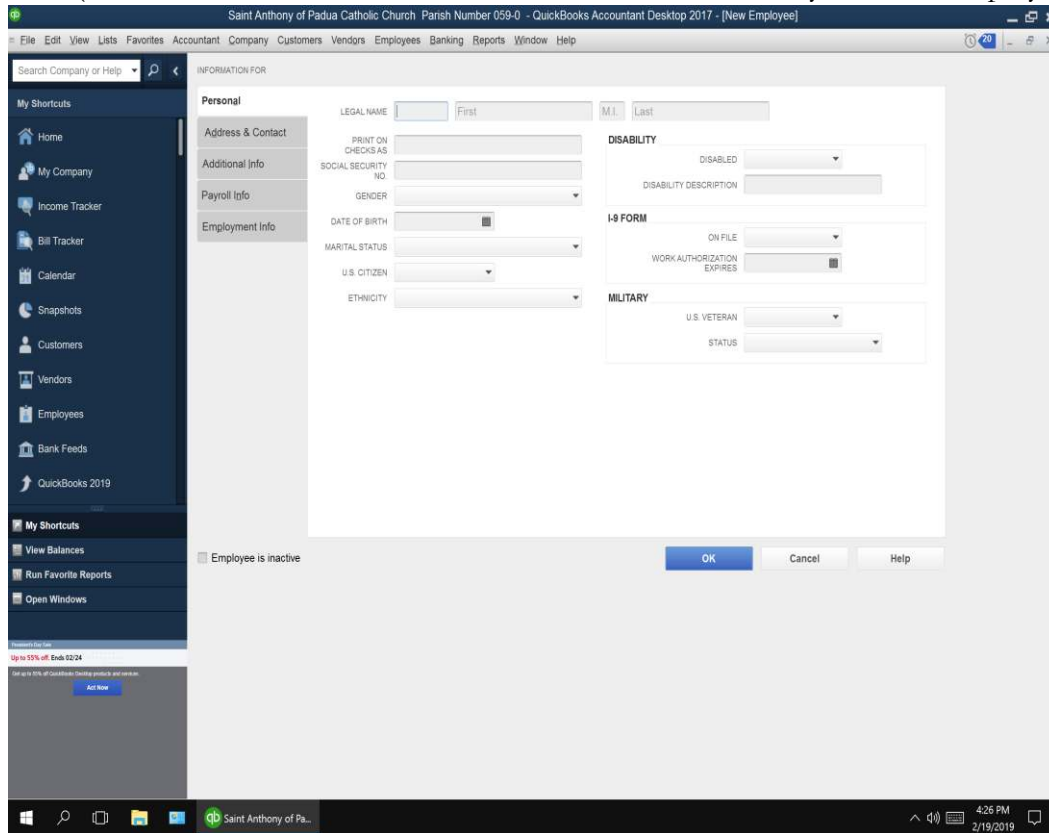 Saint Anthony of Padua Catholic Church Parish Number 059-0 - QuickBooks Accountant Desktop 2017 - [New Employee]
File Edit View Lists Favorites Accountant Company Customers Vendors Employees Banking Reports Window Help
20
Search Company or Help
My Shortcuts
Home
My Company
Income Tracker
Bill Tracker
Calendar
Snapshots
Customers
Vendors
Employees
Bank Feeds
QuickBooks 2019
My Shortcuts
View Balances
Run Favorite Reports
Open Windows
Up to 55% off. Ends 02/24
Act Now
INFORMATION FOR
Personal
Address & Contact
Additional Info
Payroll Info
Employment Info
LEGAL NAME First M.I. Last
PRINT ON
CHECKS AS
SOCIAL SECURITY
NO.
GENDER
DATE OF BIRTH
MARITAL STATUS
U.S. CITIZEN
ETHNICITY
DISABILITY
DISABLED
DISABILITY DESCRIPTION
I-9 FORM
ON FILE
WORK AUTHORIZATION
EXPIRES
MILITARY
U.S. VETERAN
STATUS
Employee is inactive
OK Cancel Help
qb Saint Anthony of Pa...
4:26 PM
2/19/2019